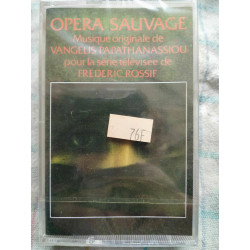 OPERA SAUVAGE
Musique originale de
VANGELIS PAPATHANASSIOU
pour la série télévisée de
FREDERIC ROSSIF
76F